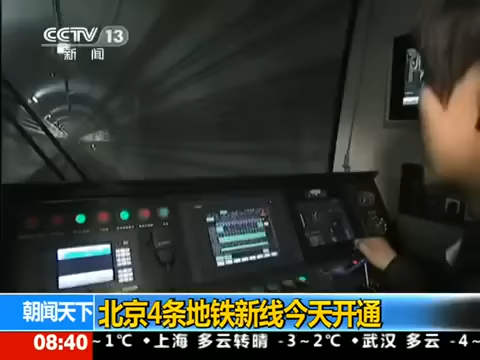 CCTV 13
新闻
朝闻天下
北京4条地铁新线今天开通
08:40 -1℃ · 上海 多云转晴 -3~2℃ · 武汉 多云 -4~